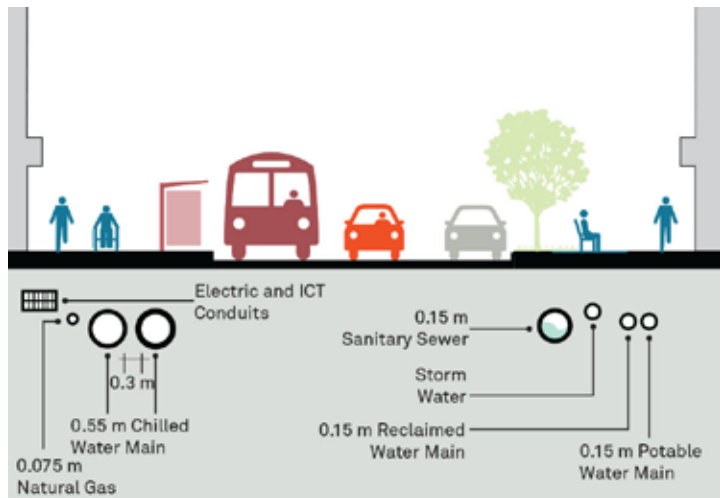 Electric and ICT
Conduits
0.3 m
0.55 m Chilled
Water Main
0.075 m
Natural Gas
0.15 m
Sanitary Sewer
Storm
Water
0.15 m Reclaimed
Water Main
0.15 m Potable
Water Main